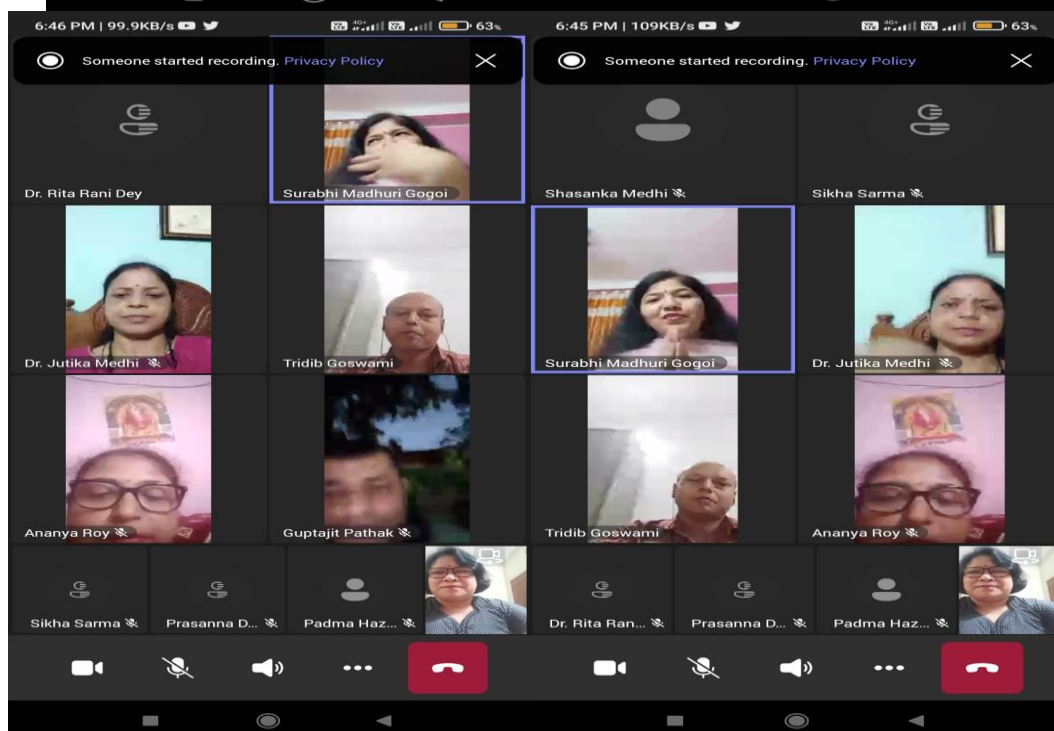 6:46 PM | 99.9KB/s 63%
Someone started recording. Privacy Policy
Dr. Rita Rani Dey
Surabhi Madhuri Gogoi
Dr. Jutika Medhi
Tridib Goswami
Ananya Roy
Guptajit Pathak
Sikha Sarma
Prasanna D...
Padma Haz...
6:45 PM | 109KB/s 63%
Someone started recording. Privacy Policy
Shasanka Medhi
Sikha Sarma
Surabhi Madhuri Gogoi
Dr. Jutika Medhi
Tridib Goswami
Ananya Roy
Dr. Rita Ran...
Prasanna D...
Padma Haz...